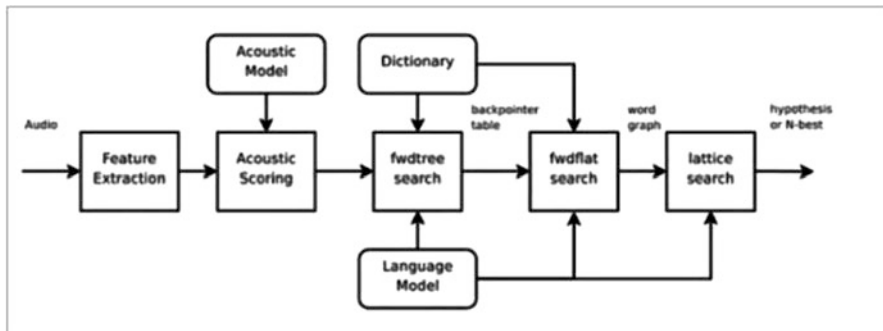 Acoustic
Model
Dictionary
backpointer
table
word
graph
hypothesis
or N-best
Audio
Feature
Extraction
Acoustic
Scoring
fwdtree
search
fwdflat
search
lattice
search
Language
Model